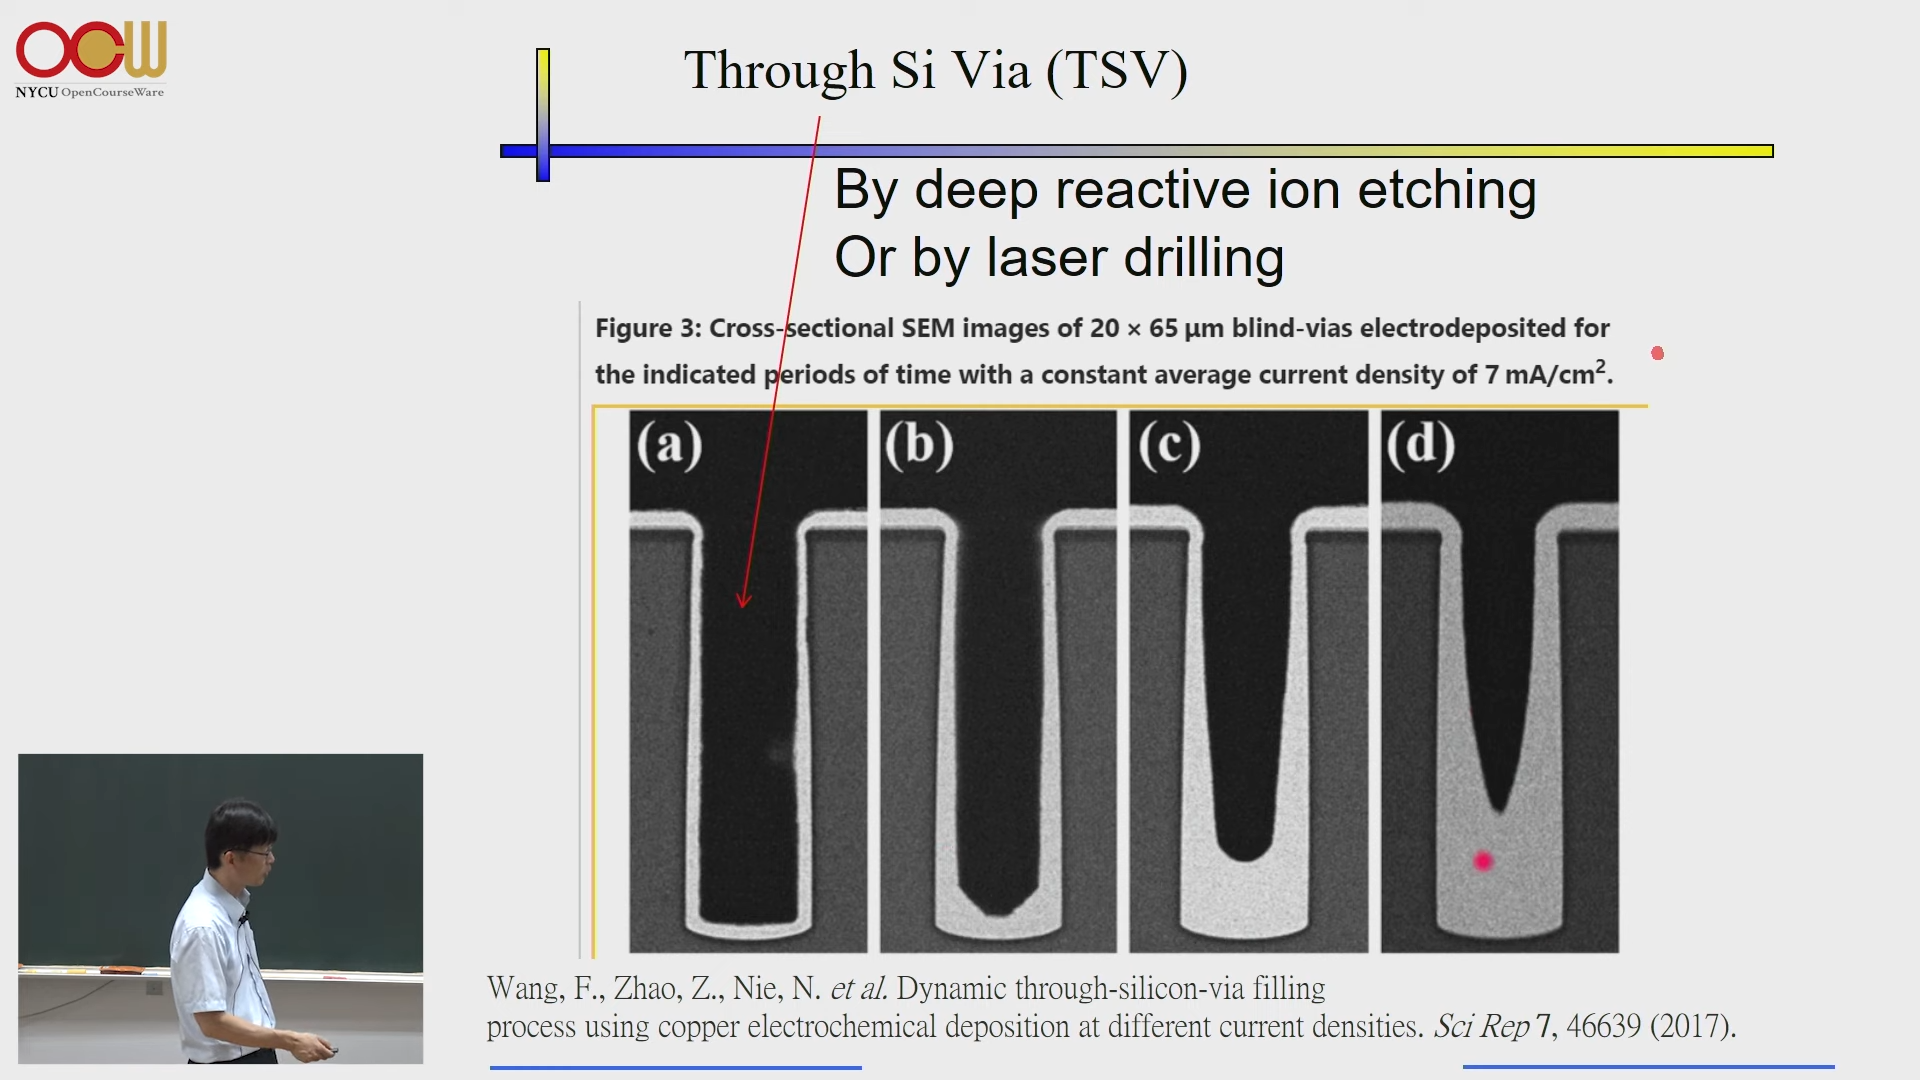 OCW
NYCU OpenCourseWare
Through Si Via (TSV)
By deep reactive ion etching
Or by laser drilling
Figure 3: Cross-sectional SEM images of 20 × 65 μm blind-vias electrodeposited for
the indicated periods of time with a constant average current density of 7 mA/cm².
(a) (b) (c) (d)
Wang, F., Zhao, Z., Nie, N. et al. Dynamic through-silicon-via filling
process using copper electrochemical deposition at different current densities. Sci Rep 7, 46639 (2017).